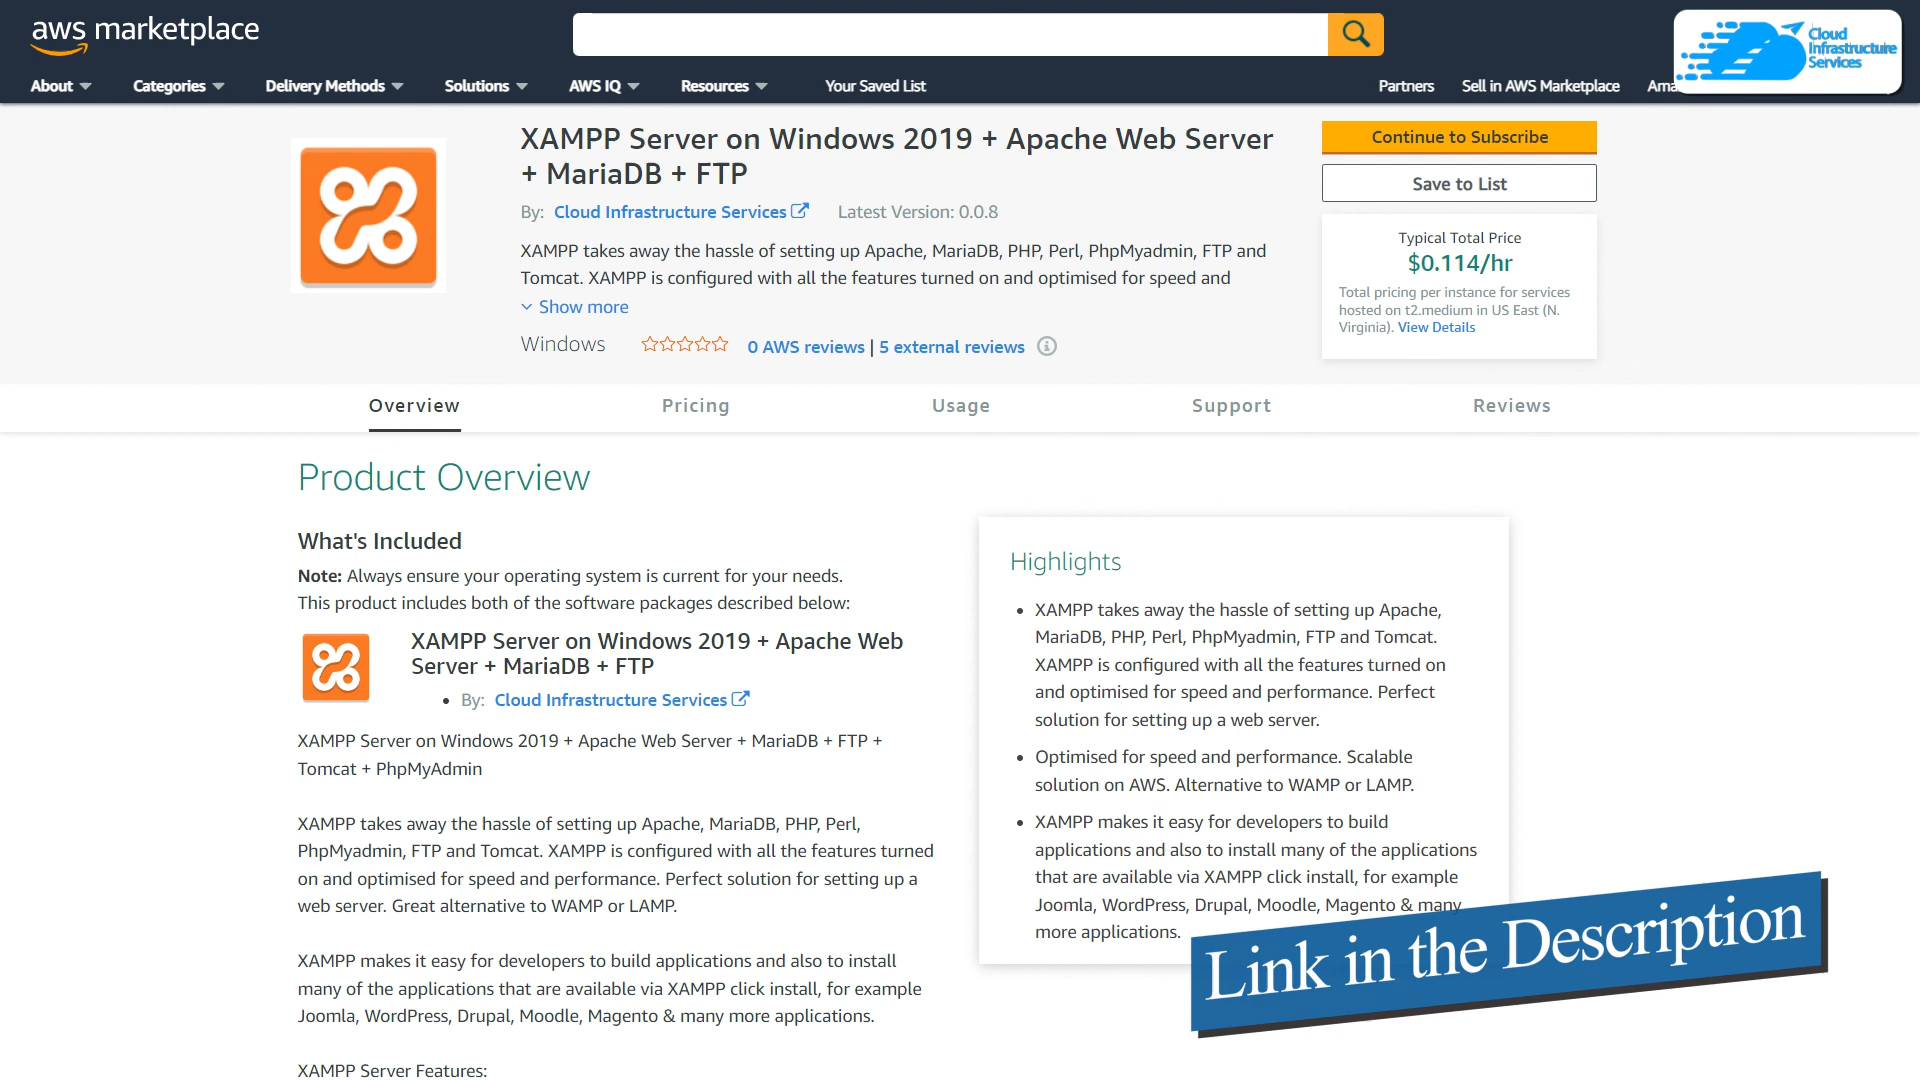 aws marketplace
Cloud
Infrastructure
Services
About
Categories
Delivery Methods
Solutions
AWS IQ
Resources
Your Saved List
Partners
Sell in AWS Marketplace
XAMPP Server on Windows 2019 + Apache Web Server
+ MariaDB + FTP
By: Cloud Infrastructure Services
Latest Version: 0.0.8
XAMPP takes away the hassle of setting up Apache, MariaDB, PHP, Perl, PhpMyadmin, FTP and
Tomcat. XAMPP is configured with all the features turned on and optimised for speed and
Show more
Windows
0 AWS reviews | 5 external reviews
Continue to Subscribe
Save to List
Typical Total Price
$0.114/hr
Total pricing per instance for services
hosted on t2.medium in US East (N.
Virginia). View Details
Overview
Pricing
Usage
Support
Reviews
Product Overview
What's Included
Note: Always ensure your operating system is current for your needs.
This product includes both of the software packages described below:
XAMPP Server on Windows 2019 + Apache Web
Server + MariaDB + FTP
• By: Cloud Infrastructure Services
XAMPP Server on Windows 2019 + Apache Web Server + MariaDB + FTP +
Tomcat + PhpMyAdmin
XAMPP takes away the hassle of setting up Apache, MariaDB, PHP, Perl,
PhpMyadmin, FTP and Tomcat. XAMPP is configured with all the features turned
on and optimised for speed and performance. Perfect solution for setting up a
web server. Great alternative to WAMP or LAMP.
XAMPP makes it easy for developers to build applications and also to install
many of the applications that are available via XAMPP click install, for example
Joomla, WordPress, Drupal, Moodle, Magento & many more applications.
XAMPP Server Features:
Highlights
• XAMPP takes away the hassle of setting up Apache,
MariaDB, PHP, Perl, PhpMyadmin, FTP and Tomcat.
XAMPP is configured with all the features turned on
and optimised for speed and performance. Perfect
solution for setting up a web server.
• Optimised for speed and performance. Scalable
solution on AWS. Alternative to WAMP or LAMP.
• XAMPP makes it easy for developers to build
applications and also to install many of the applications
that are available via XAMPP click install, for example
Joomla, WordPress, Drupal, Moodle, Magento & many
more applications.
Link in the Description